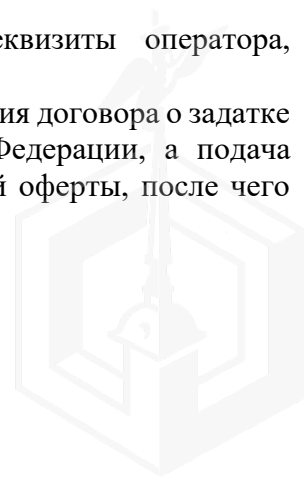 еквизиты оператора,
ия договора о задатке
Федерации, а подача
й оферты, после чего